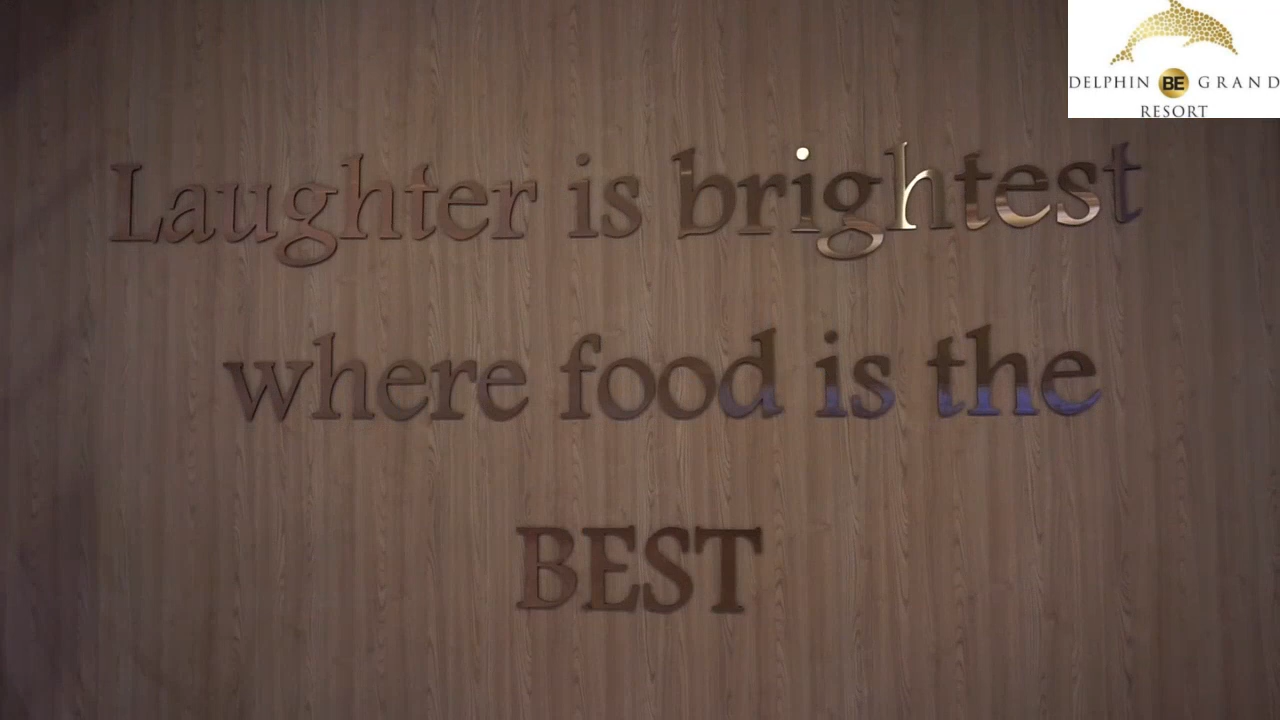 DELPHIN BE GRAND
RESORT
Laughter is brightest
where food is the
BEST